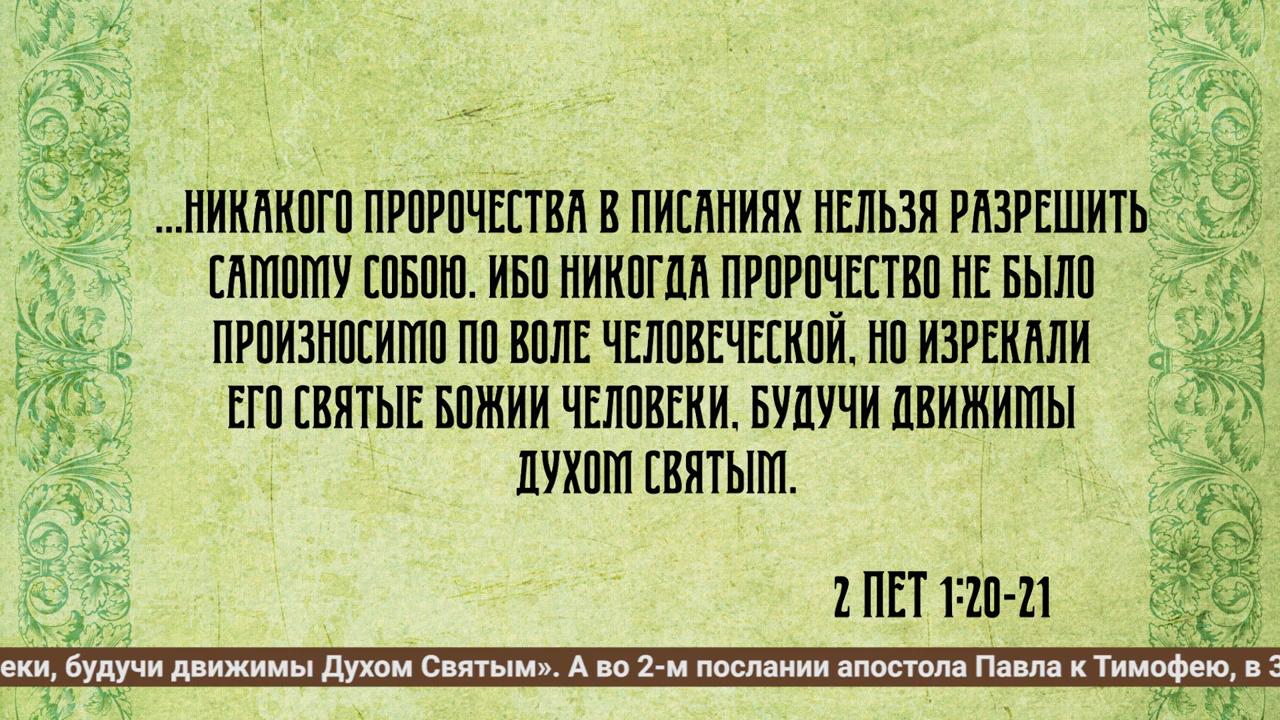 ...НИКАКОГО ПРОРОЧЕСТВА В ПИСАНИЯХ НЕЛЬЗЯ РАЗРЕШИТЬ
САМОМУ СОБОЮ. ИБО НИКОГДА ПРОРОЧЕСТВО НЕ БЫЛО
ПРОИЗНОСИМО ПО ВОЛЕ ЧЕЛОВЕЧЕСКОЙ, НО ИЗРЕКАЛИ
ЕГО СВЯТЫЕ БОЖИИ ЧЕЛОВЕКИ, БУДУЧИ ДВИЖИМЫ
ДУХОМ СВЯТЫМ.
2 ПЕТ 1:20-21
еки, будучи движимы Духом Святым». А во 2-м послании апостола Павла к Тимофею, в